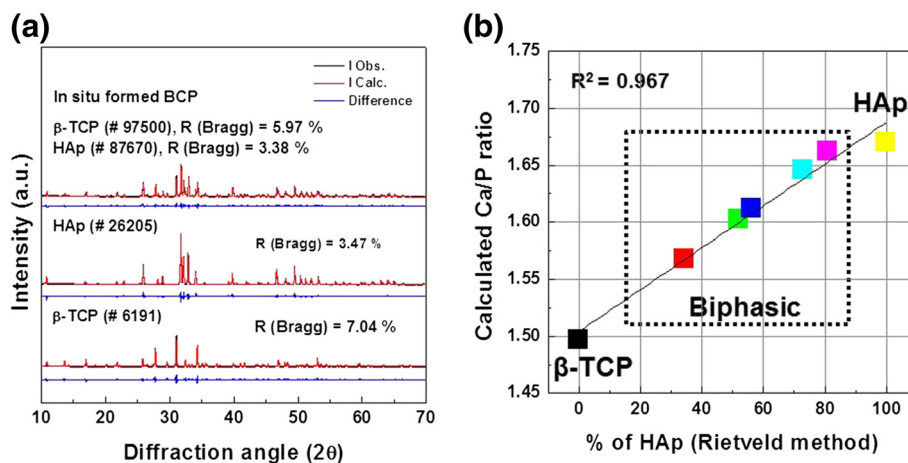 (a)
I Obs.
I Calc.
Difference
In situ formed BCP
β-TCP (# 97500), R (Bragg) = 5.97 %
HAp (# 87670), R (Bragg) = 3.38 %
HAp (# 26205)
R (Bragg) = 3.47 %
β-TCP (# 6191)
R (Bragg) = 7.04 %
Intensity (a.u.)
10 20 30 40 50 60 70
Diffraction angle (2θ)
(b)
1.75
1.70
1.65
1.60
1.55
1.50
1.45
R² = 0.967
HAp
Biphasic
β-TCP
Calculated Ca/P ratio
0 20 40 60 80 100
% of HAp (Rietveld method)